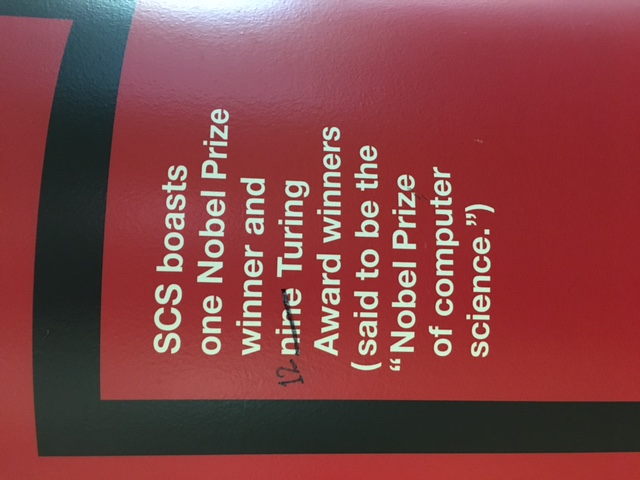 SCS boasts
one Nobel Prize
winner and
12 nine Turing
Award winners
(said to be the
“Nobel Prize
of computer
science.”)